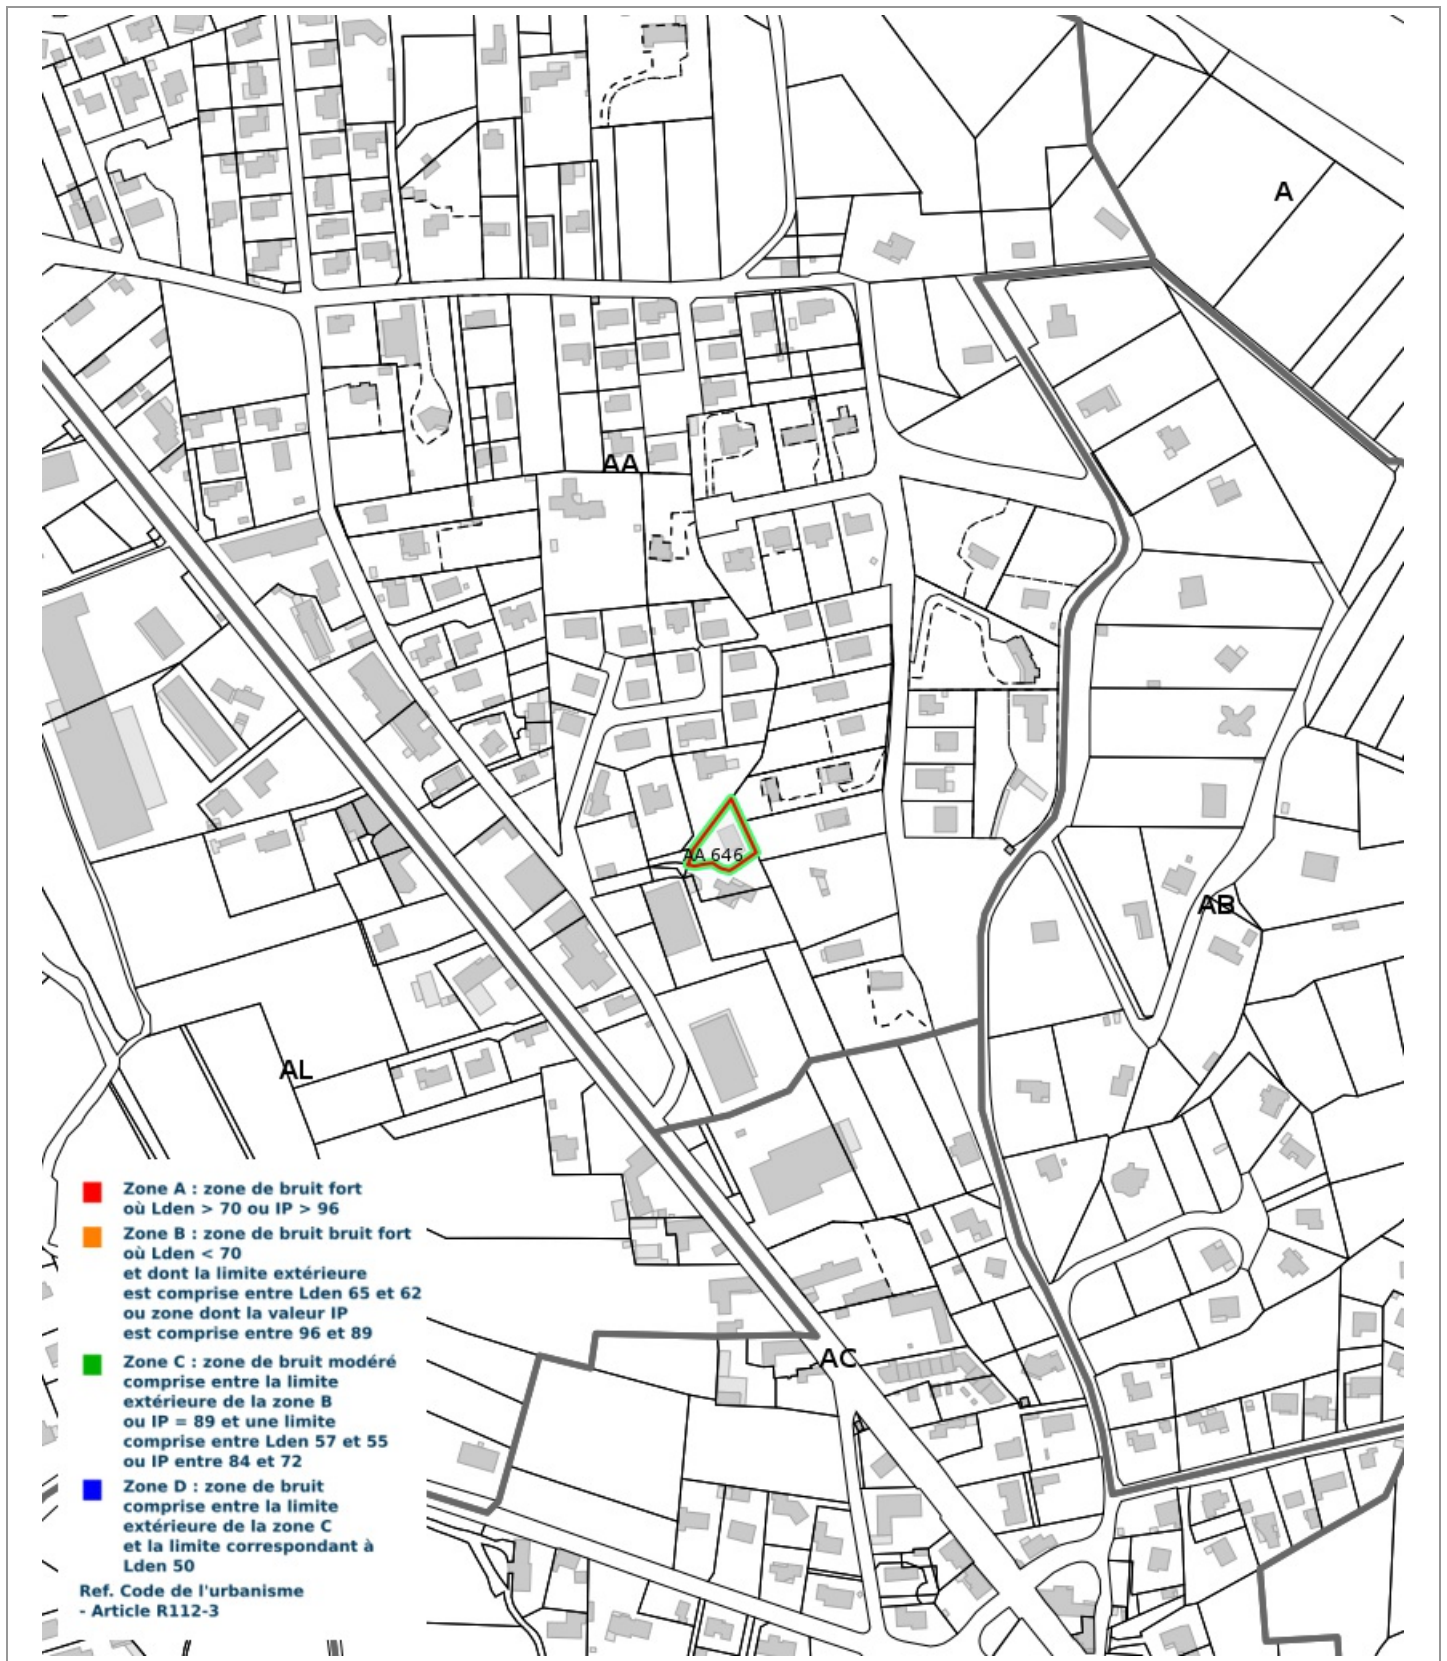 A
AA
AA 646
AB
AL
Zone A : zone de bruit fort
où Lden > 70 ou IP > 96
Zone B : zone de bruit bruit fort
où Lden < 70
et dont la limite extérieure
est comprise entre Lden 65 et 62
ou zone dont la valeur IP
est comprise entre 96 et 89
Zone C : zone de bruit modéré
comprise entre la limite
extérieure de la zone B
ou IP = 89 et une limite
comprise entre Lden 57 et 55
ou IP entre 84 et 72
Zone D : zone de bruit
comprise entre la limite
extérieure de la zone C
et la limite correspondant à
Lden 50
Ref. Code de l'urbanisme
- Article R112-3
AC